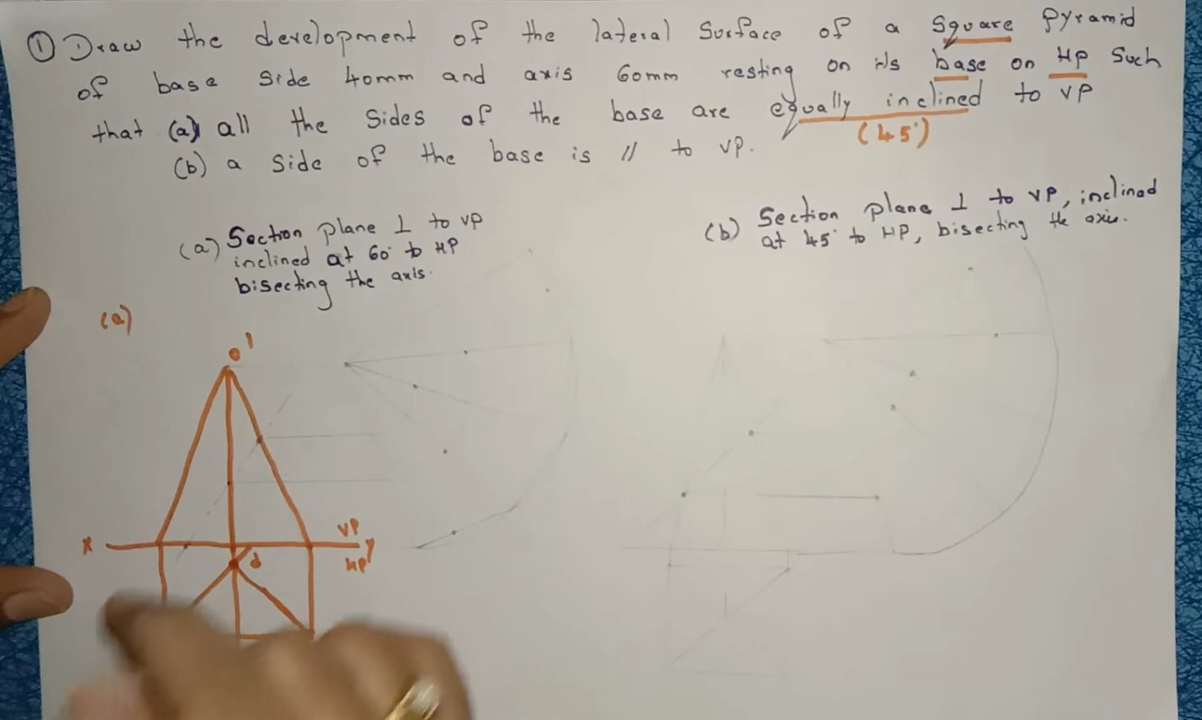 ① Draw the development of the lateral Surface of a Square Pyramid
of base side 40mm and axis 60mm resting on its base on HP Such
that (a) all the Sides of the base are equally inclined to VP
(45°)
(b) a Side of the base is // to VP.
(a) Section plane ⊥ to VP
inclined at 60° to HP
bisecting the axis.
(b) Section plane ⊥ to VP, inclined
at 45° to HP, bisecting the axis.
(a)
o'
X
VP
Y
HP
d